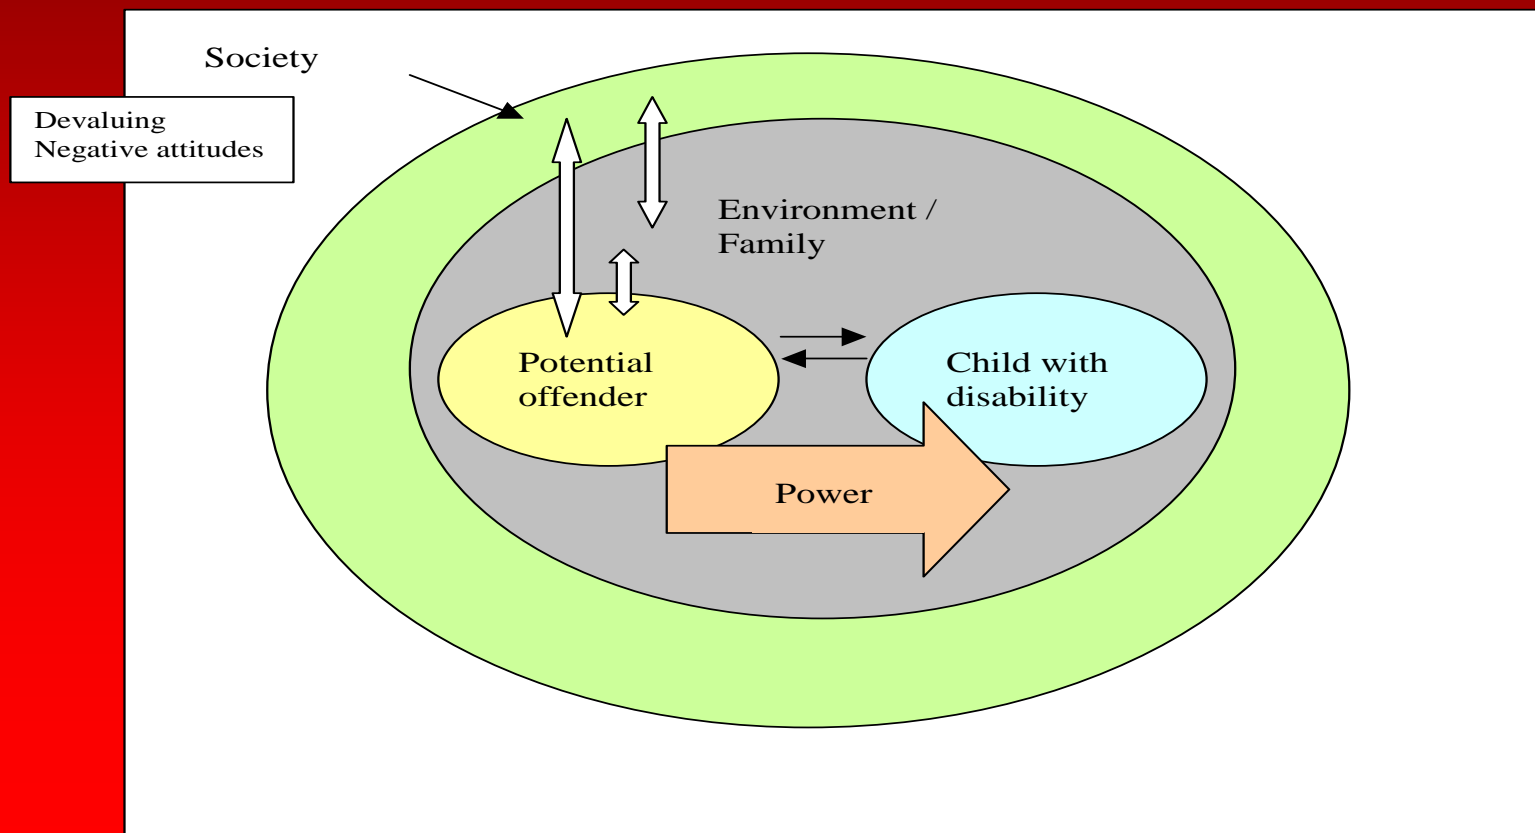 Society
Devaluing
Negative attitudes
Environment /
Family
Potential
offender
Child with
disability
Power